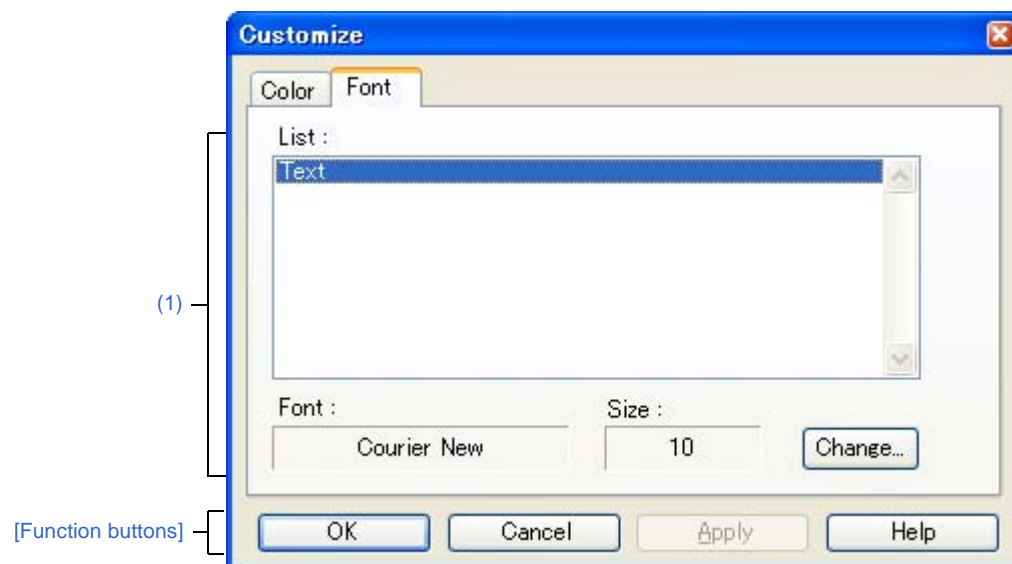 Customize
Color Font
List :
Text
(1)
Font : Size :
Courier New 10 Change...
[Function buttons] OK Cancel Apply Help